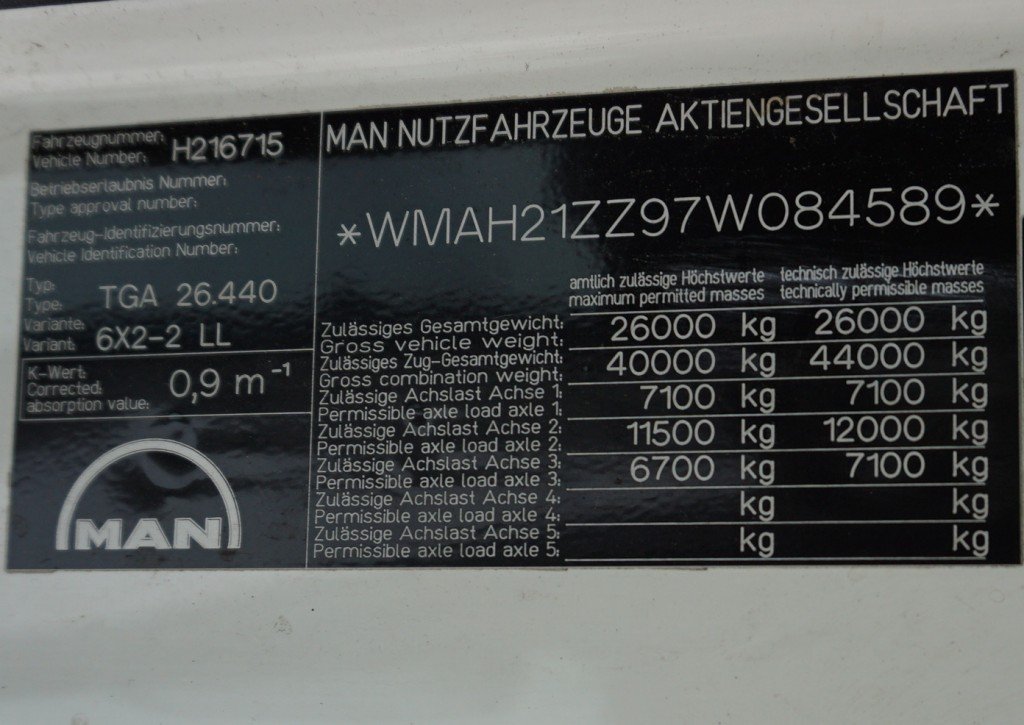 Fahrzeugnummer:
Vehicle Number: H216715
Betriebserlaubnis Nummer:
Type approval number:
Fahrzeug-Identifizierungsnummer:
Vehicle Identification Number:
Typ:
Type: TGA 26.440
Variante:
Variant: 6X2-2 LL
K-Wert:
Corrected
absorption value: 0,9 m⁻¹
MAN
MAN NUTZFAHRZEUGE AKTIENGESELLSCHAFT
*WMAH21ZZ97W084589*
amtlich zulässige Höchstwerte technisch zulässige Höchstwerte
maximum permitted masses technically permissible masses
Zulässiges Gesamtgewicht:
Gross vehicle weight: 26000 kg 26000 kg
Zulässiges Zug-Gesamtgewicht:
Gross combination weight: 40000 kg 44000 kg
Zulässige Achslast Achse 1:
Permissible axle load axle 1: 7100 kg 7100 kg
Zulässige Achslast Achse 2:
Permissible axle load axle 2: 11500 kg 12000 kg
Zulässige Achslast Achse 3:
Permissible axle load axle 3: 6700 kg 7100 kg
Zulässige Achslast Achse 4:
Permissible axle load axle 4: kg kg
Zulässige Achslast Achse 5:
Permissible axle load axle 5: kg kg